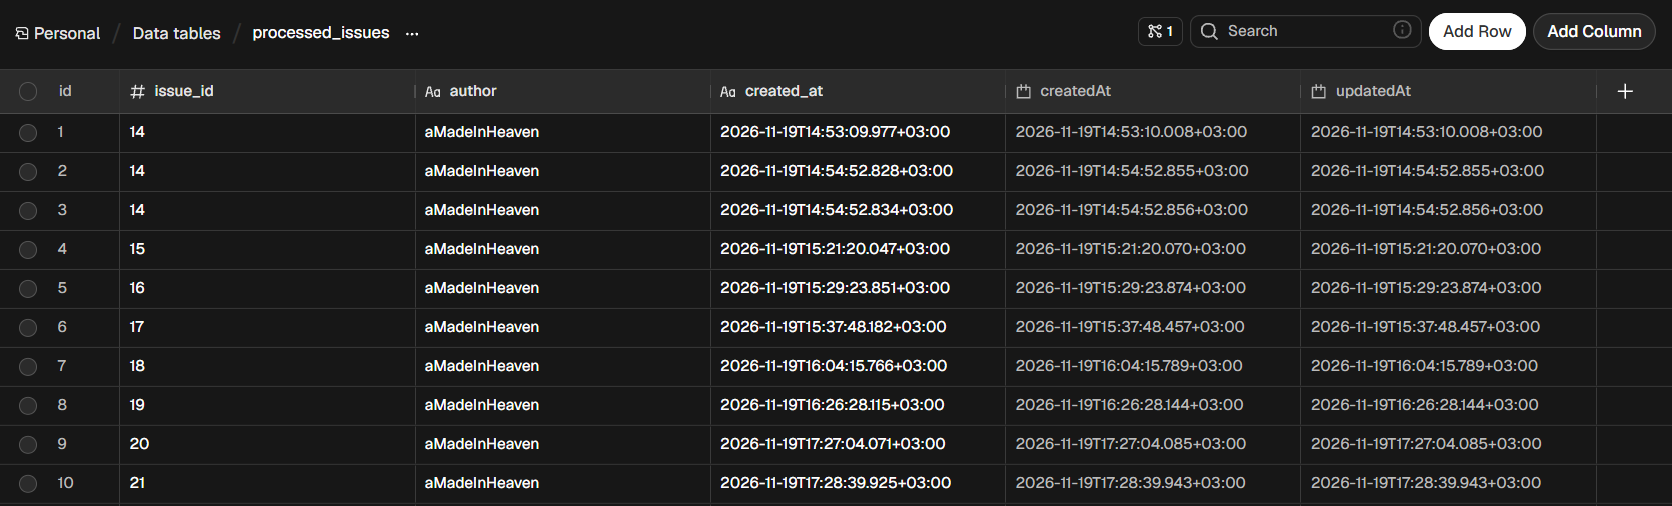 Personal / Data tables / processed_issues ... 1 Search Add Row Add Column
id # issue_id Aa author Aa created_at createdAt updatedAt +
1 14 aMadeInHeaven 2026-11-19T14:53:09.977+03:00 2026-11-19T14:53:10.008+03:00 2026-11-19T14:53:10.008+03:00
2 14 aMadeInHeaven 2026-11-19T14:54:52.828+03:00 2026-11-19T14:54:52.855+03:00 2026-11-19T14:54:52.855+03:00
3 14 aMadeInHeaven 2026-11-19T14:54:52.834+03:00 2026-11-19T14:54:52.856+03:00 2026-11-19T14:54:52.856+03:00
4 15 aMadeInHeaven 2026-11-19T15:21:20.047+03:00 2026-11-19T15:21:20.070+03:00 2026-11-19T15:21:20.070+03:00
5 16 aMadeInHeaven 2026-11-19T15:29:23.851+03:00 2026-11-19T15:29:23.874+03:00 2026-11-19T15:29:23.874+03:00
6 17 aMadeInHeaven 2026-11-19T15:37:48.182+03:00 2026-11-19T15:37:48.457+03:00 2026-11-19T15:37:48.457+03:00
7 18 aMadeInHeaven 2026-11-19T16:04:15.766+03:00 2026-11-19T16:04:15.789+03:00 2026-11-19T16:04:15.789+03:00
8 19 aMadeInHeaven 2026-11-19T16:26:28.115+03:00 2026-11-19T16:26:28.144+03:00 2026-11-19T16:26:28.144+03:00
9 20 aMadeInHeaven 2026-11-19T17:27:04.071+03:00 2026-11-19T17:27:04.085+03:00 2026-11-19T17:27:04.085+03:00
10 21 aMadeInHeaven 2026-11-19T17:28:39.925+03:00 2026-11-19T17:28:39.943+03:00 2026-11-19T17:28:39.943+03:00